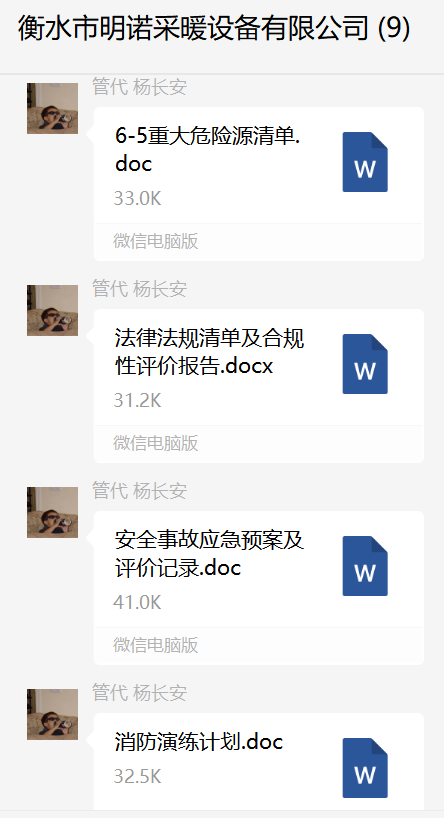 衡水市明诺采暖设备有限公司 (9)
管代 杨长安
6-5重大危险源清单.
doc
33.0K
微信电脑版
管代 杨长安
法律法规清单及合规
性评价报告.docx
31.2K
微信电脑版
管代 杨长安
安全事故应急预案及
评价记录.doc
41.0K
微信电脑版
管代 杨长安
消防演练计划.doc
32.5K